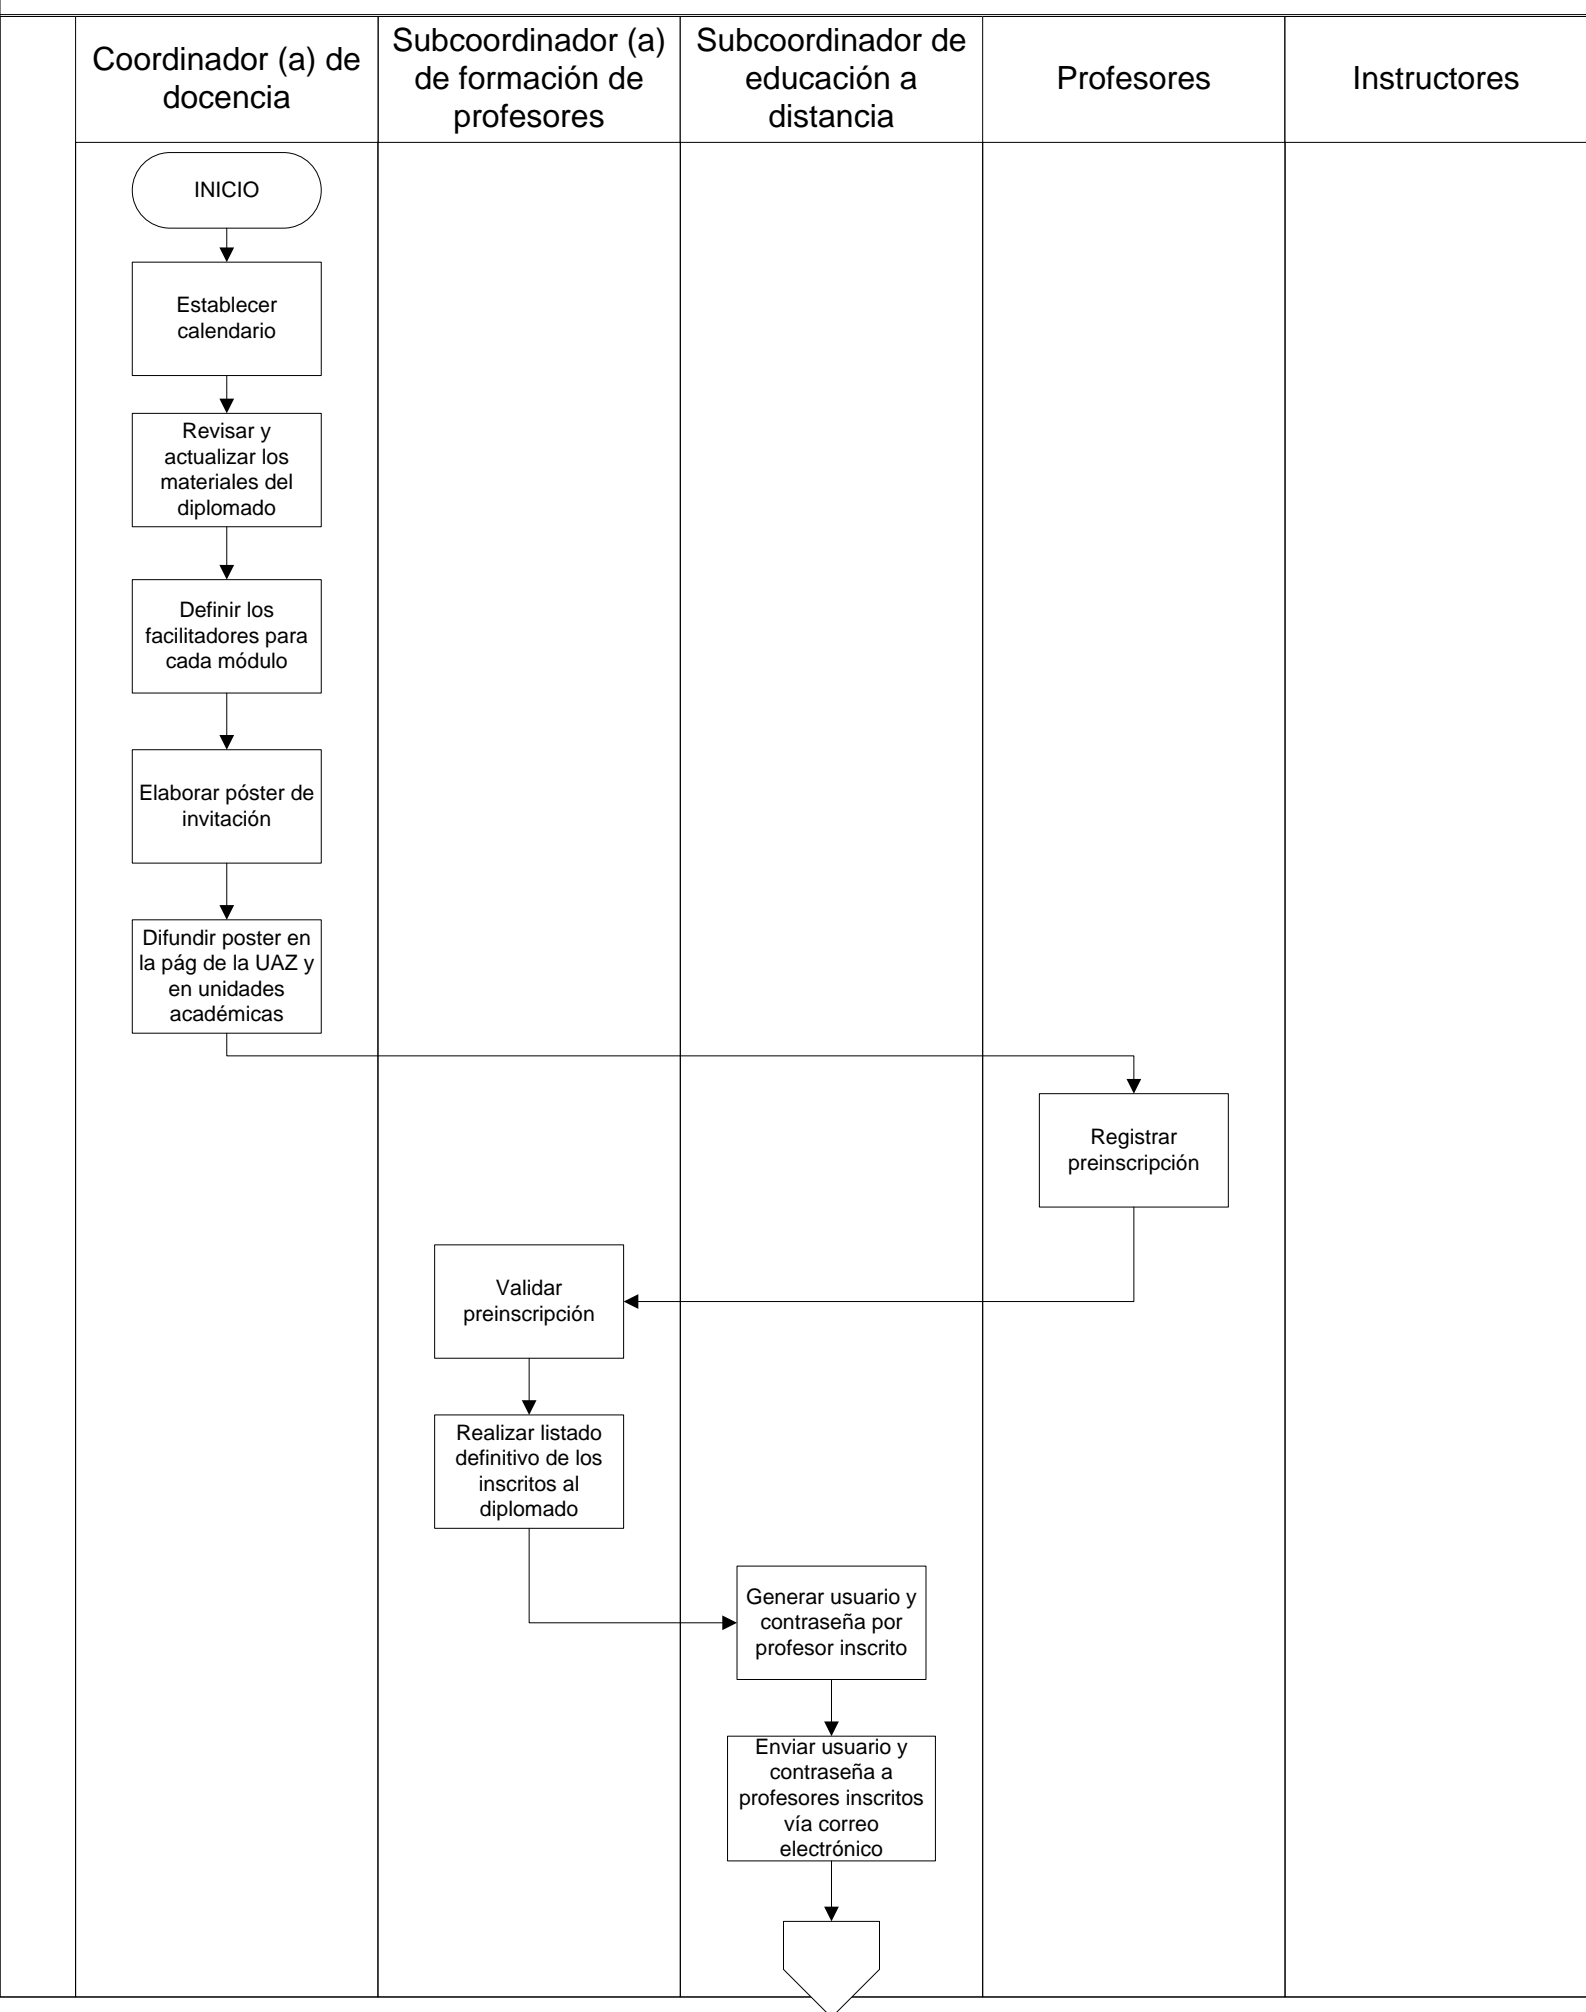 Coordinador (a) de
docencia
Subcoordinador (a)
de formación de
profesores
Subcoordinador de
educación a
distancia
Profesores
Instructores
INICIO
Establecer
calendario
Revisar y
actualizar los
materiales del
diplomado
Definir los
facilitadores para
cada módulo
Elaborar póster de
invitación
Difundir poster en
la pág de la UAZ y
en unidades
académicas
Registrar
preinscripción
Validar
preinscripción
Realizar listado
definitivo de los
inscritos al
diplomado
Generar usuario y
contraseña por
profesor inscrito
Enviar usuario y
contraseña a
profesores inscritos
vía correo
electrónico